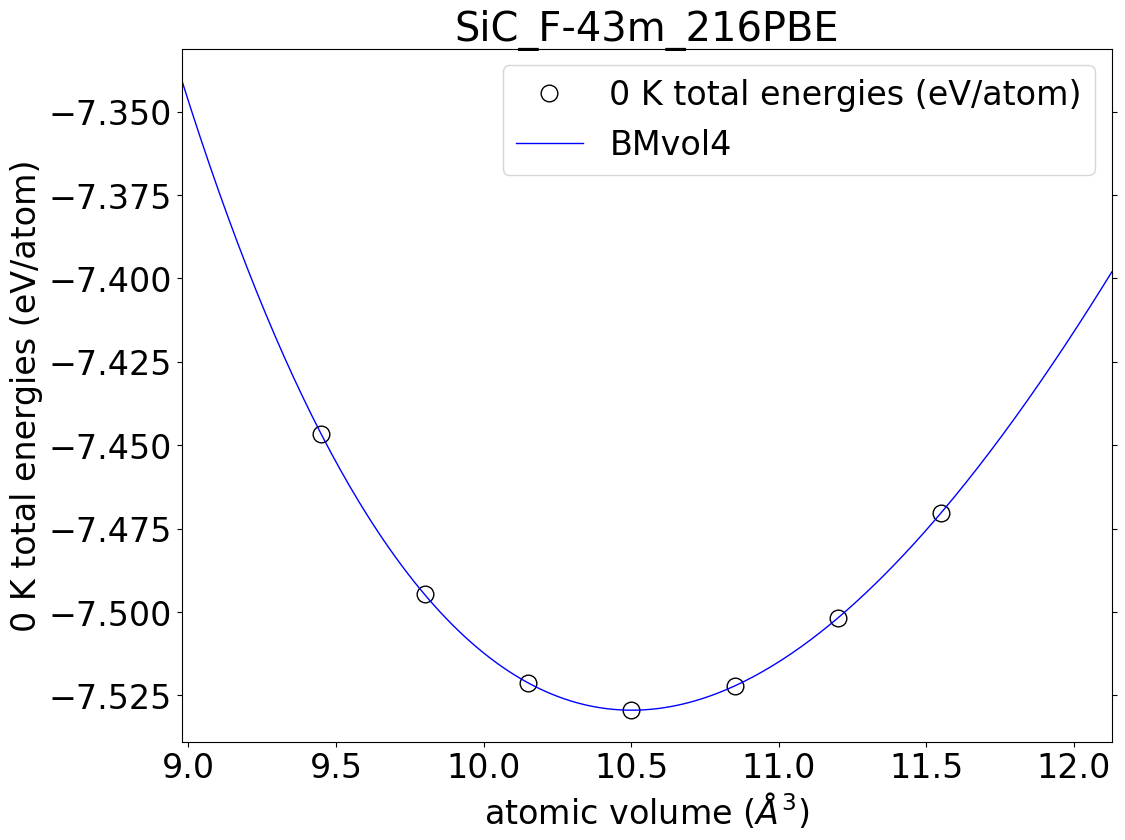 SiC_F-43m_216PBE
0 K total energies (eV/atom)
BMvol4
−7.350
−7.375
−7.400
−7.425
−7.450
−7.475
−7.500
−7.525
0 K total energies (eV/atom)
9.0 9.5 10.0 10.5 11.0 11.5 12.0
atomic volume (Å³)